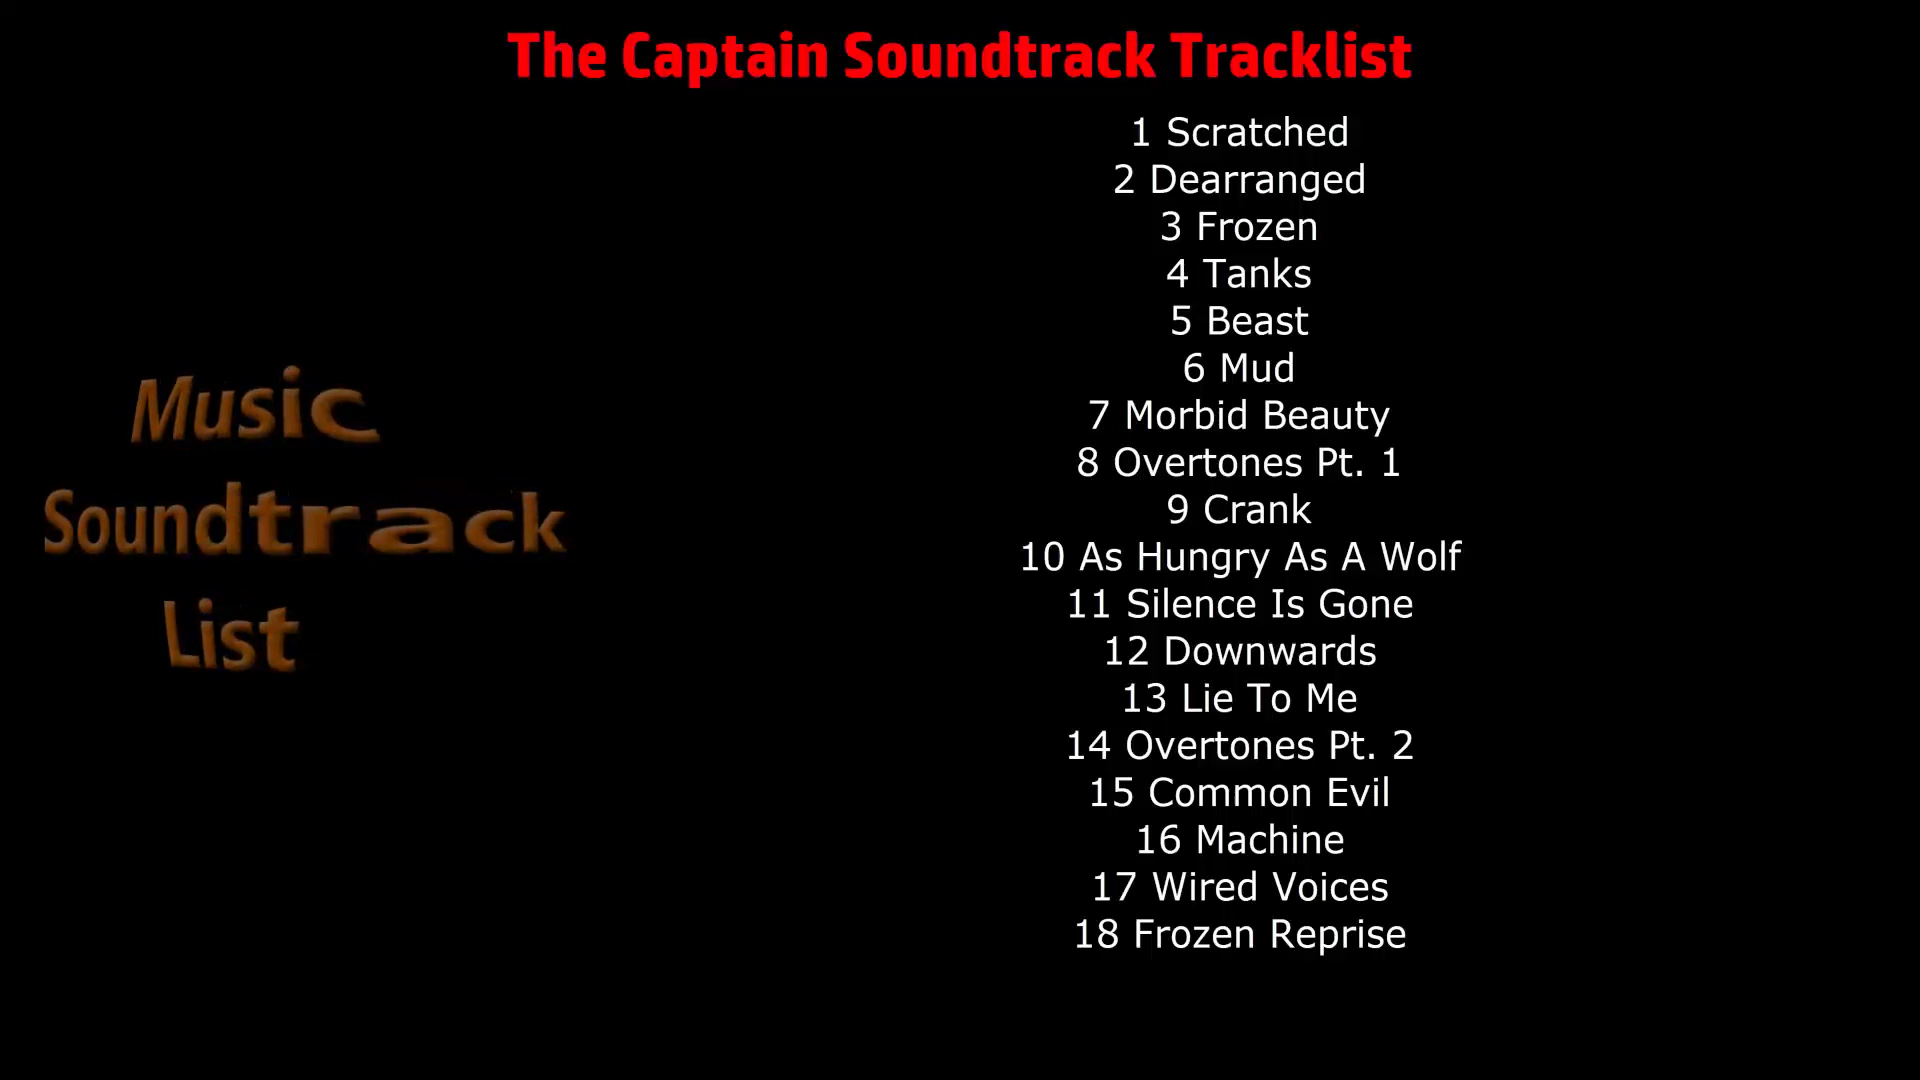 The Captain Soundtrack Tracklist
Music
Soundtrack
List
1 Scratched
2 Dearranged
3 Frozen
4 Tanks
5 Beast
6 Mud
7 Morbid Beauty
8 Overtones Pt. 1
9 Crank
10 As Hungry As A Wolf
11 Silence Is Gone
12 Downwards
13 Lie To Me
14 Overtones Pt. 2
15 Common Evil
16 Machine
17 Wired Voices
18 Frozen Reprise